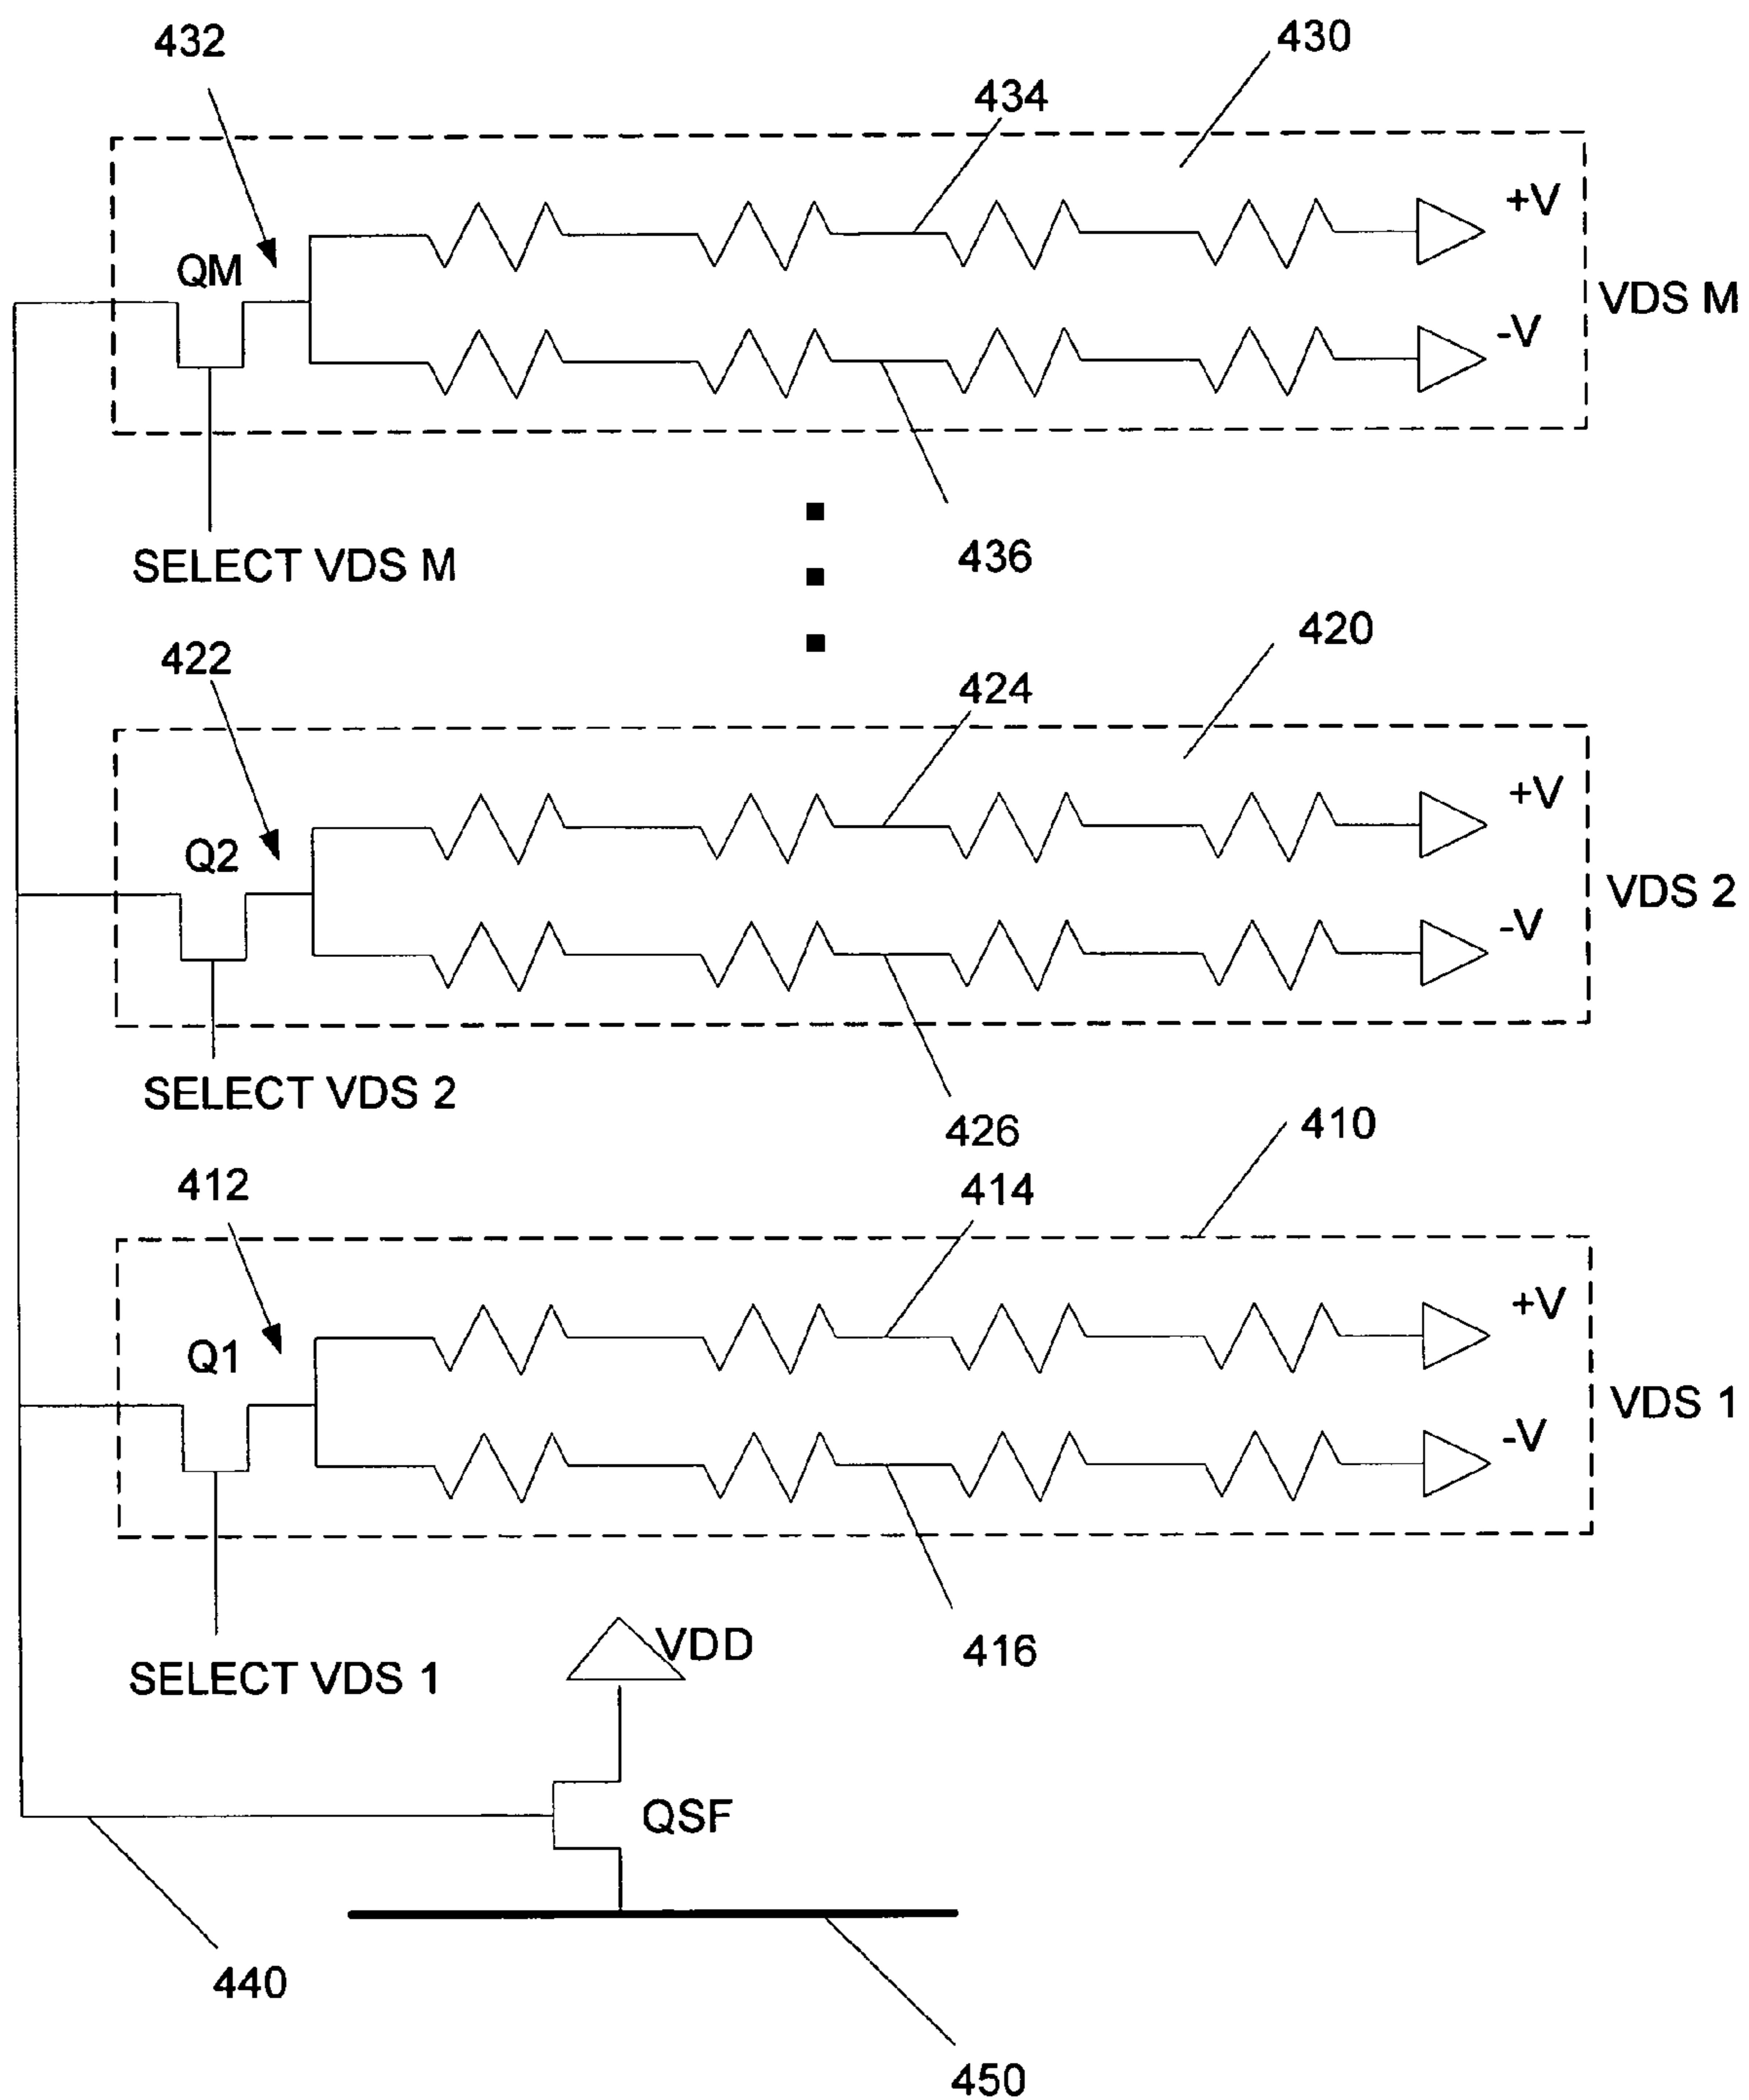 432
430
434
+V
QM
VDS M
-V
SELECT VDS M
436
420
422
424
+V
Q2
VDS 2
-V
SELECT VDS 2
426
410
412
414
+V
Q1
VDS 1
-V
SELECT VDS 1
416
VDD
QSF
440
450